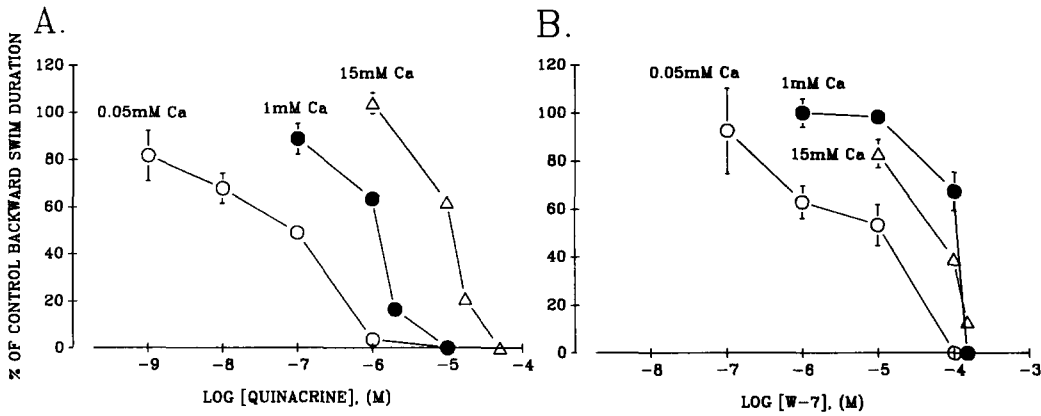 A.
% OF CONTROL BACKWARD SWIM DURATION
120
100
80
60
40
20
0
0.05mM Ca
1mM Ca
15mM Ca
-9
-8
-7
-6
-5
-4
LOG [QUINACRINE], (M)
B.
120
100
80
60
40
20
0
0.05mM Ca
1mM Ca
15mM Ca
-8
-7
-6
-5
-4
-3
LOG [W-7], (M)